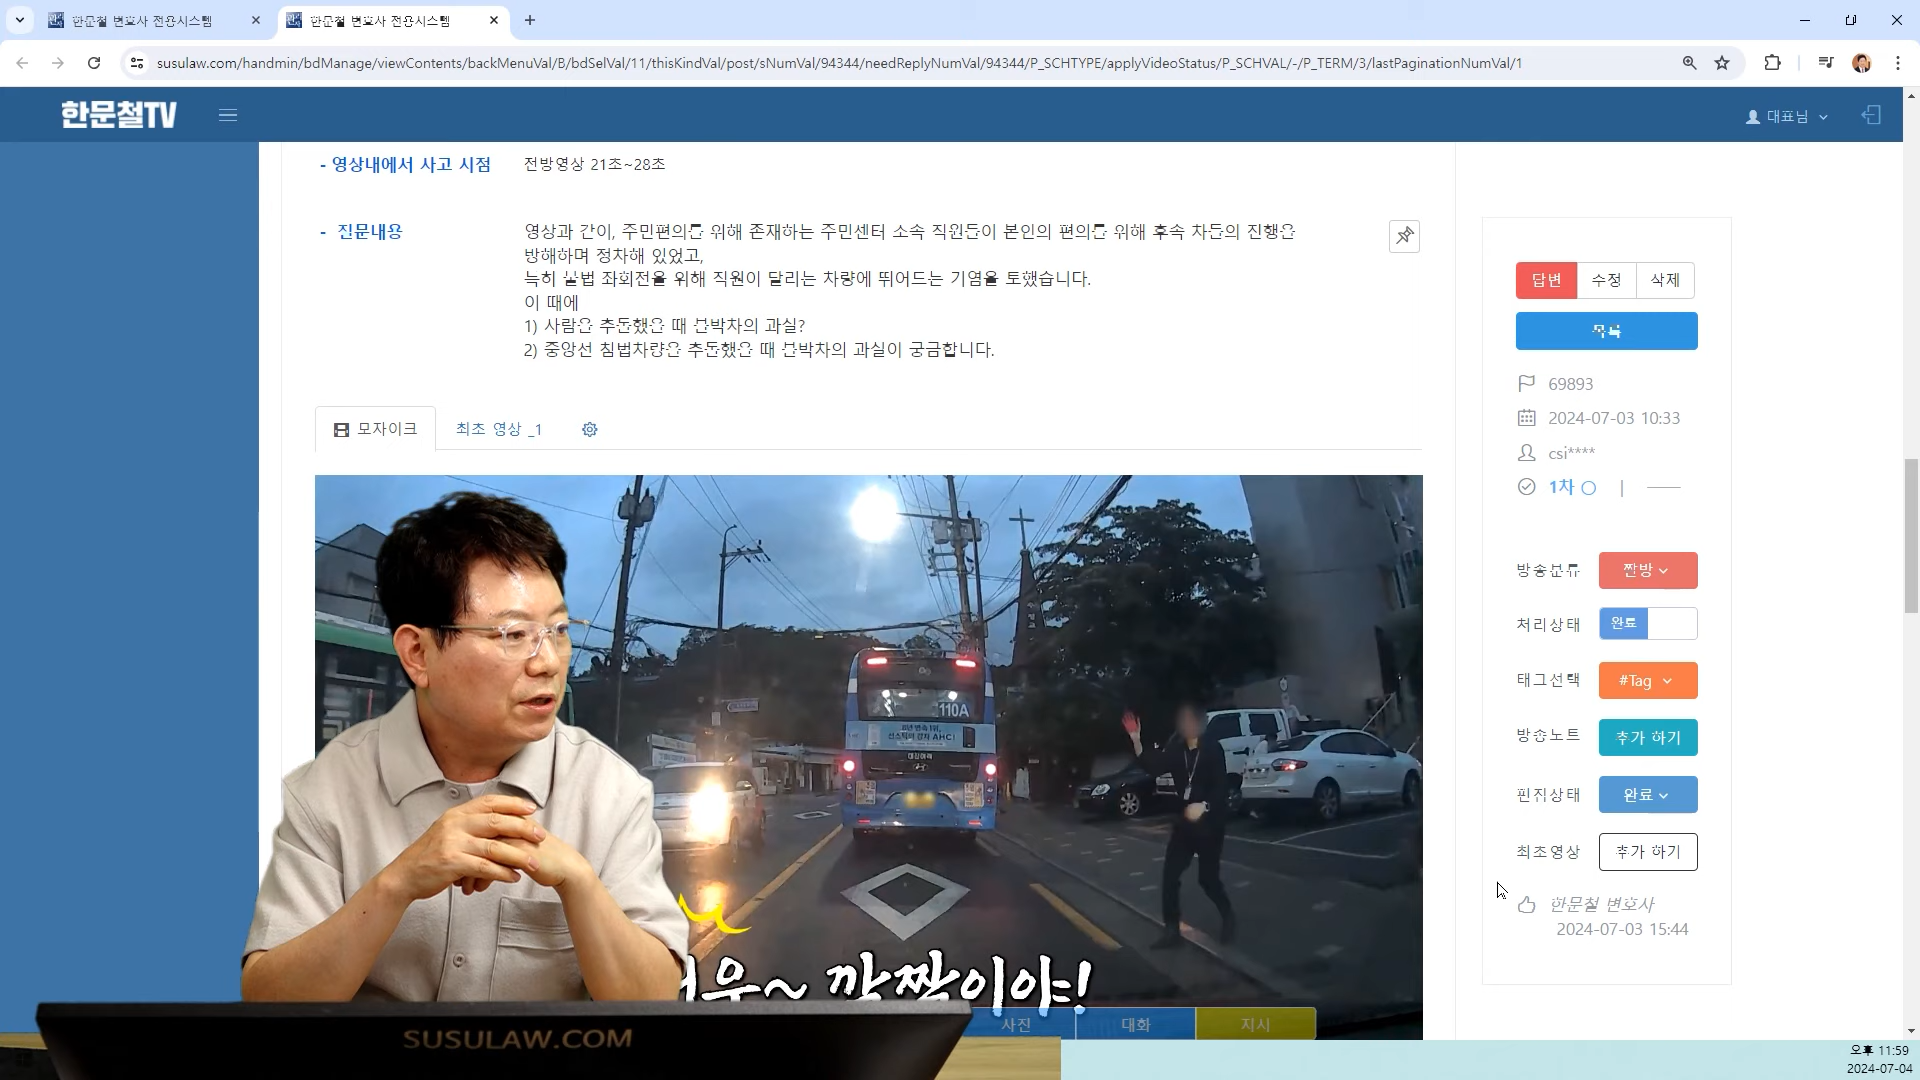 한문철 변호사 전용시스템
한문철 변호사 전용시스템
susulaw.com/handmin/bdManage/viewContents/backMenuVal/B/bdSelVal/11/thisKindVal/post/sNumVal/94344/needReplyNumVal/94344/P_SCHTYPE/applyVideoStatus/P_SCHVAL/-/P_TERM/3/lastPaginationNumVal/1
한문철TV
대표님
- 영상내에서 사고 시점
전방영상 21초~28초
- 질문내용
영상과 같이, 주민편의를 위해 존재하는 주민센터 소속 직원들이 본인의 편의를 위해 후속 차들의 진행을
방해하며 정차해 있었고,
특히 불법 좌회전을 위해 직원이 달리는 차량에 뛰어드는 기염을 토했습니다.
이 때에
1) 사람을 추돌했을 때 블박차의 과실?
2) 중앙선 침법차량을 추돌했을 때 블박차의 과실이 궁금합니다.
모자이크
최초 영상 _1
110A
답변
수정
삭제
목록
69893
2024-07-03 10:33
csi****
1차 ○ |
방송분류
짠방
처리상태
완료
태그선택
#Tag
방송노트
추가 하기
편집상태
완료
최초영상
추가 하기
한문철 변호사
2024-07-03 15:44
깜짝이야!
사진
대화
지시
SUSULAW.COM
오후 11:59
2024-07-04